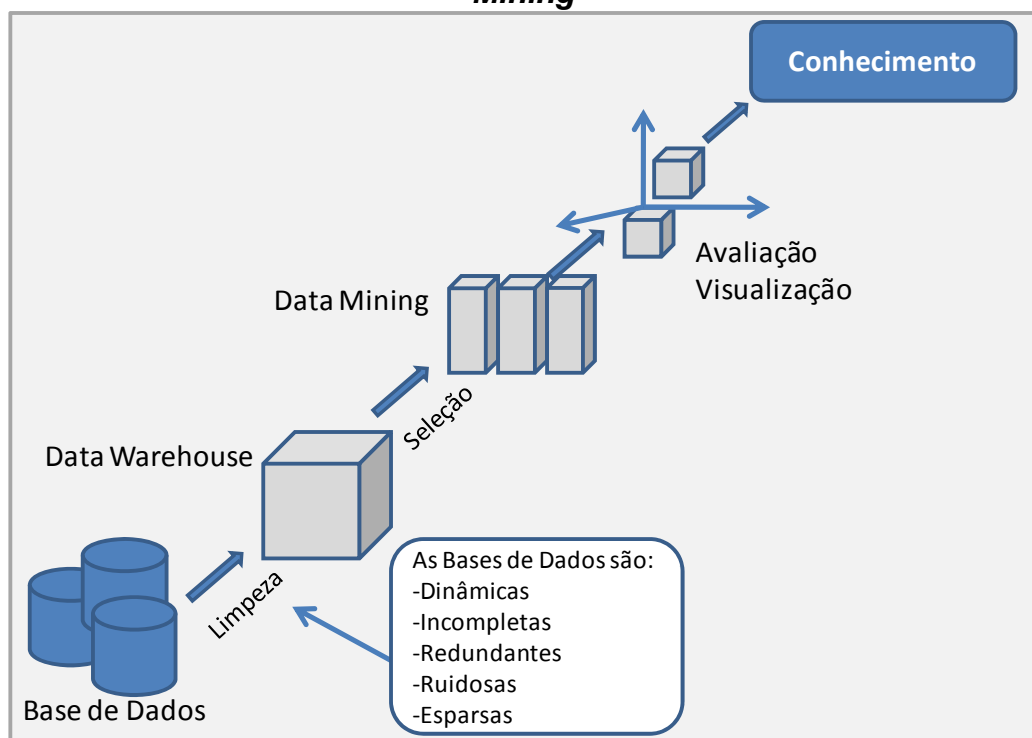 Mining
Conhecimento
Avaliação
Visualização
Data Mining
Seleção
Data Warehouse
Limpeza
As Bases de Dados são:
-Dinâmicas
-Incompletas
-Redundantes
-Ruidosas
-Esparsas
Base de Dados